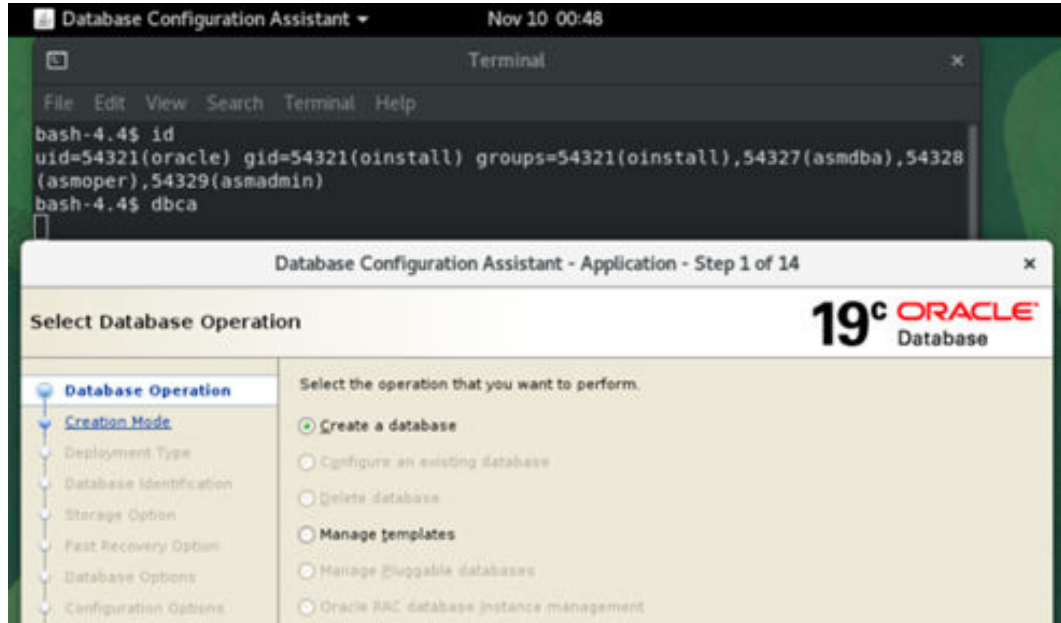 Database Configuration Assistant
Nov 10 00:48
Terminal
File Edit View Search Terminal Help
bash-4.4$ id
uid=54321(oracle) gid=54321(oinstall) groups=54321(oinstall),54327(asmdba),54328
(asmoper),54329(asmadmin)
bash-4.4$ dbca
Database Configuration Assistant - Application - Step 1 of 14
Select Database Operation
19c ORACLE
Database
Database Operation
Creation Mode
Deployment Type
Database Identification
Storage Option
Fast Recovery Option
Database Options
Configuration Options
Select the operation that you want to perform.
Create a database
Configure an existing database
Delete database
Manage templates
Manage Pluggable databases
Oracle RAC database Instance management